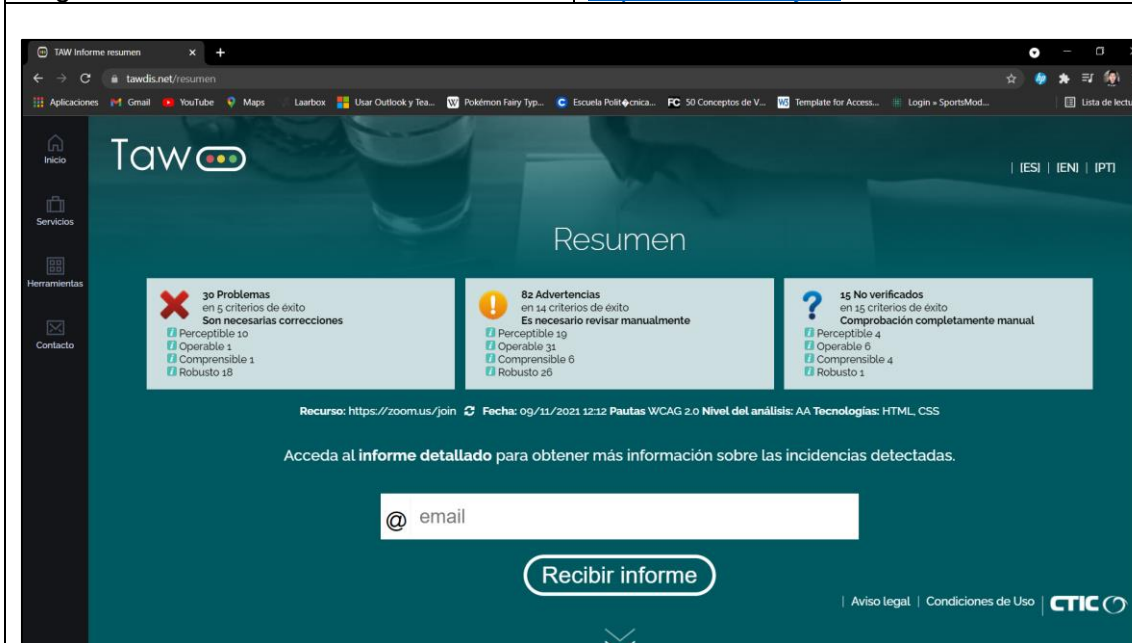 TAW Informe resumen
tawdis.net/resumen
Aplicaciones Gmail YouTube Maps Laarbox Usar Outlook y Tea... Pokémon Fairy Typ... Escuela Polit�cnica... 50 Conceptos de V... Template for Access... Login » SportsMod... Lista de lectu
Inicio
Servicios
Herramientas
Contacto
Taw
| [ES] | [EN] | [PT]
Resumen
30 Problemas
en 5 criterios de éxito
Son necesarias correcciones
Perceptible 10
Operable 1
Comprensible 1
Robusto 18
82 Advertencias
en 14 criterios de éxito
Es necesario revisar manualmente
Perceptible 19
Operable 31
Comprensible 6
Robusto 26
15 No verificados
en 15 criterios de éxito
Comprobación completamente manual
Perceptible 4
Operable 6
Comprensible 4
Robusto 1
Recurso: https://zoom.us/join Fecha: 09/11/2021 12:12 Pautas WCAG 2.0 Nivel del análisis: AA Tecnologías: HTML, CSS
Acceda al informe detallado para obtener más información sobre las incidencias detectadas.
@ email
Recibir informe
| Aviso legal | Condiciones de Uso | CTIC